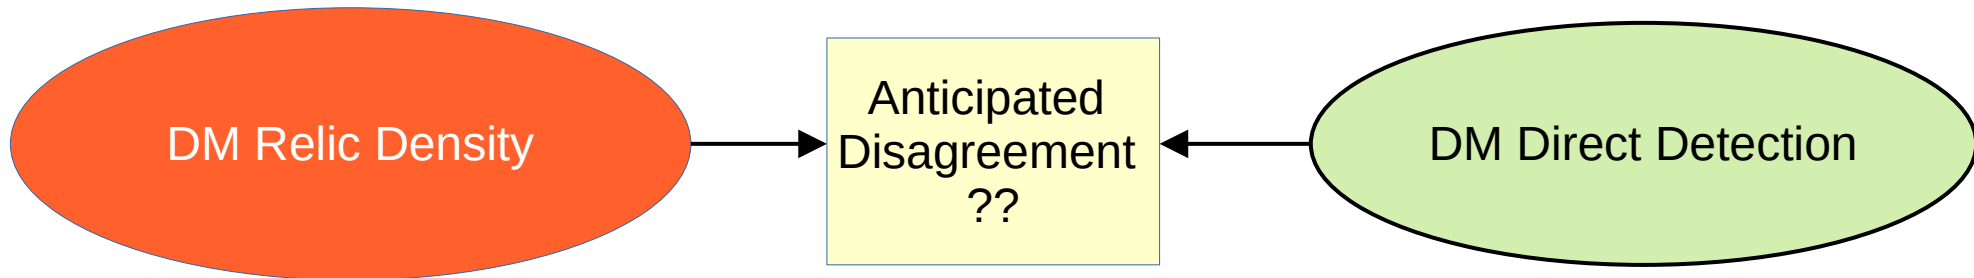 DM Relic Density
Anticipated
Disagreement
??
DM Direct Detection